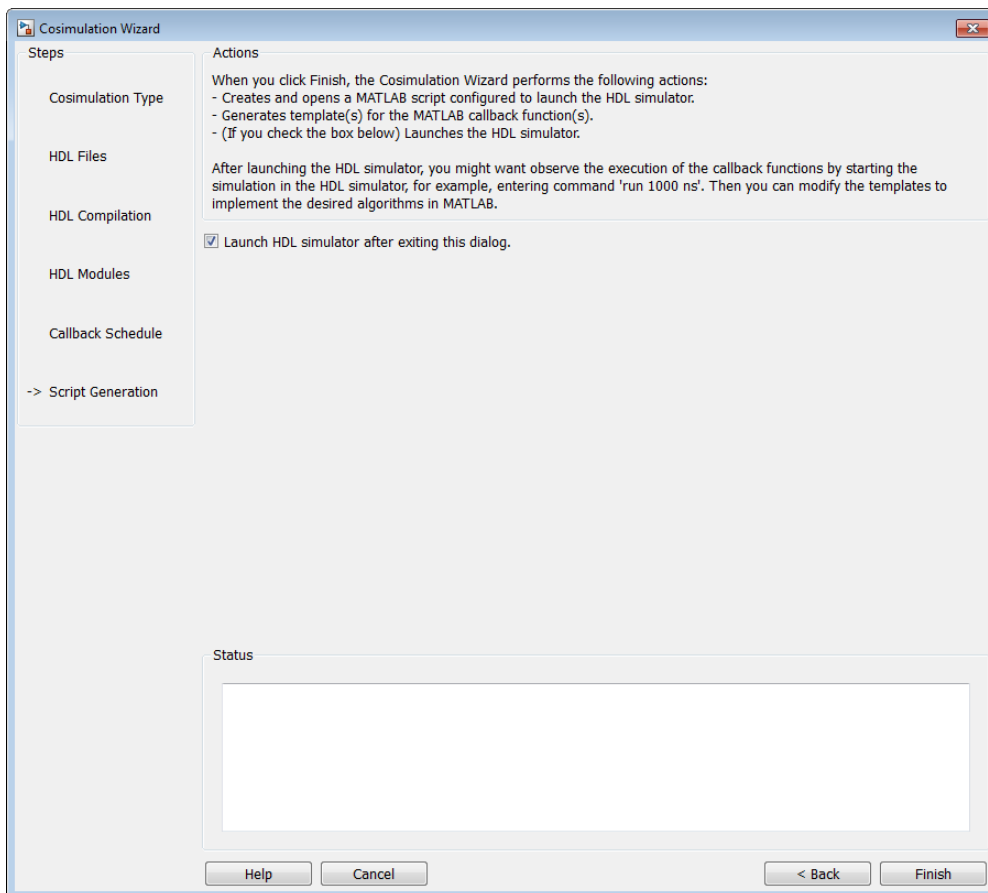 Cosimulation Wizard
Steps
Cosimulation Type
HDL Files
HDL Compilation
HDL Modules
Callback Schedule
-> Script Generation
Actions
When you click Finish, the Cosimulation Wizard performs the following actions:
- Creates and opens a MATLAB script configured to launch the HDL simulator.
- Generates template(s) for the MATLAB callback function(s).
- (If you check the box below) Launches the HDL simulator.
After launching the HDL simulator, you might want observe the execution of the callback functions by starting the
simulation in the HDL simulator, for example, entering command 'run 1000 ns'. Then you can modify the templates to
implement the desired algorithms in MATLAB.
Launch HDL simulator after exiting this dialog.
Status
Help
Cancel
< Back
Finish